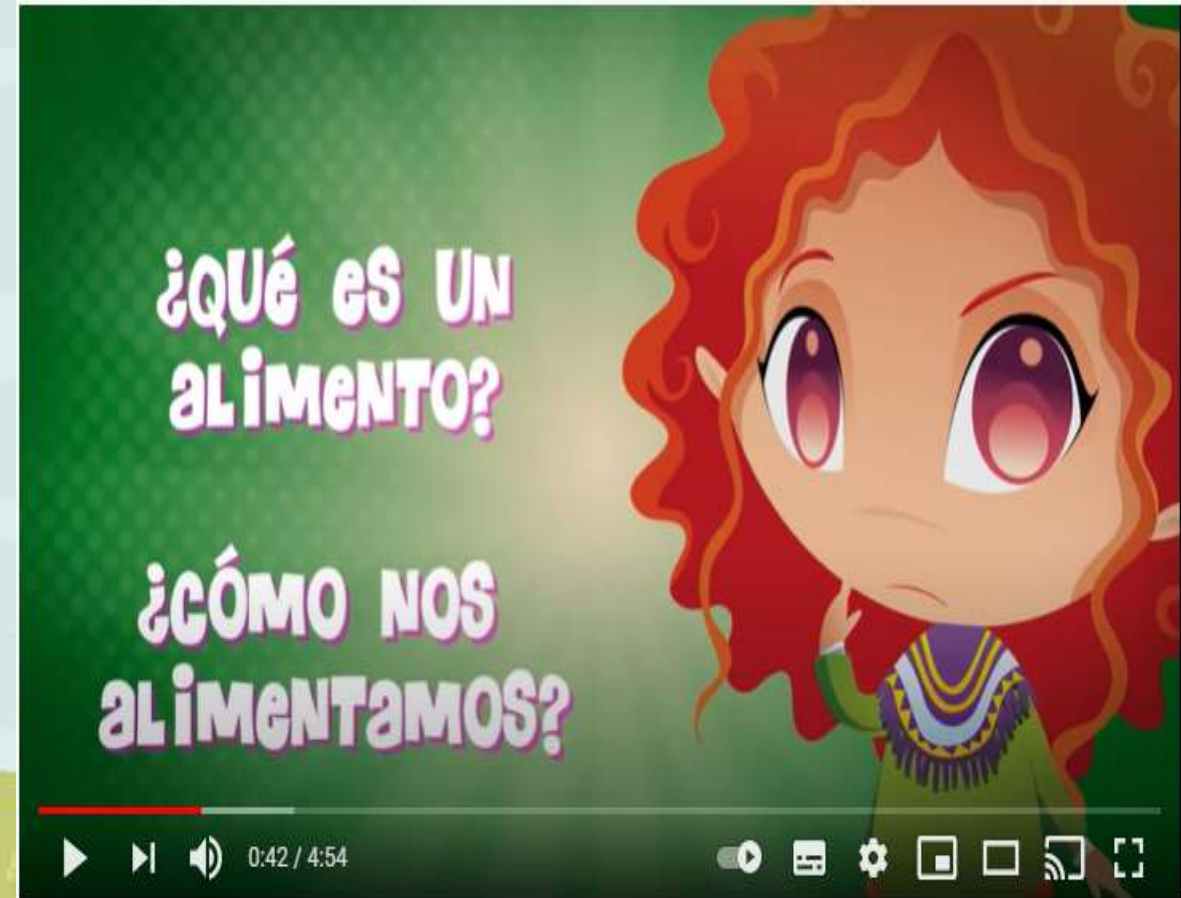 ¿QUé eS UN
aLiMeNTO?
¿CÓMO NOS
aLiMeNTaMOS?
0:42 / 4:54